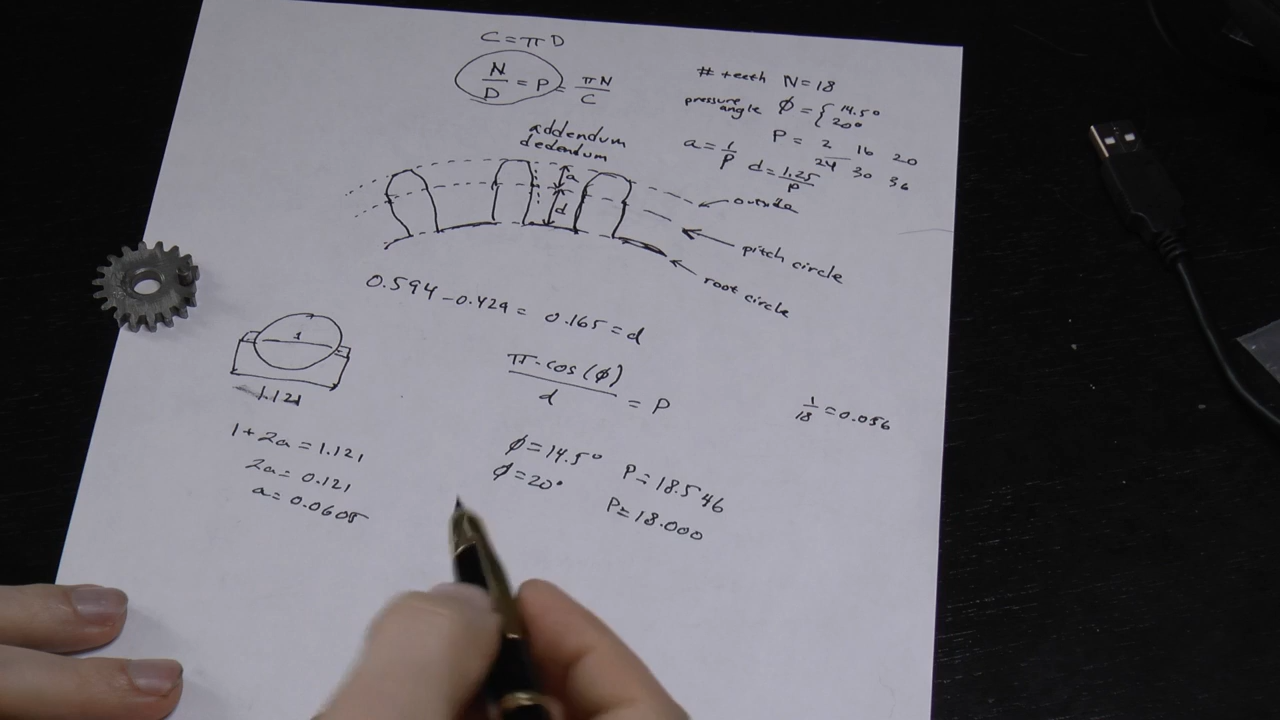 C = π D
N/D = P = πN/C
# teeth N = 18
pressure angle ϕ = { 14.5° 20°
P = 2 16 20
24 30 36
a = 1/P d = 1.25/P
addendum
dedendum
a
d
outside
pitch circle
root circle
0.594 - 0.429 = 0.165 = d
1
1.121
π · cos(ϕ) / d = P
1/18 = 0.056
1 + 2a = 1.121
2a = 0.121
a = 0.0605
ϕ = 14.5° P = 18.546
ϕ = 20° P = 18.000